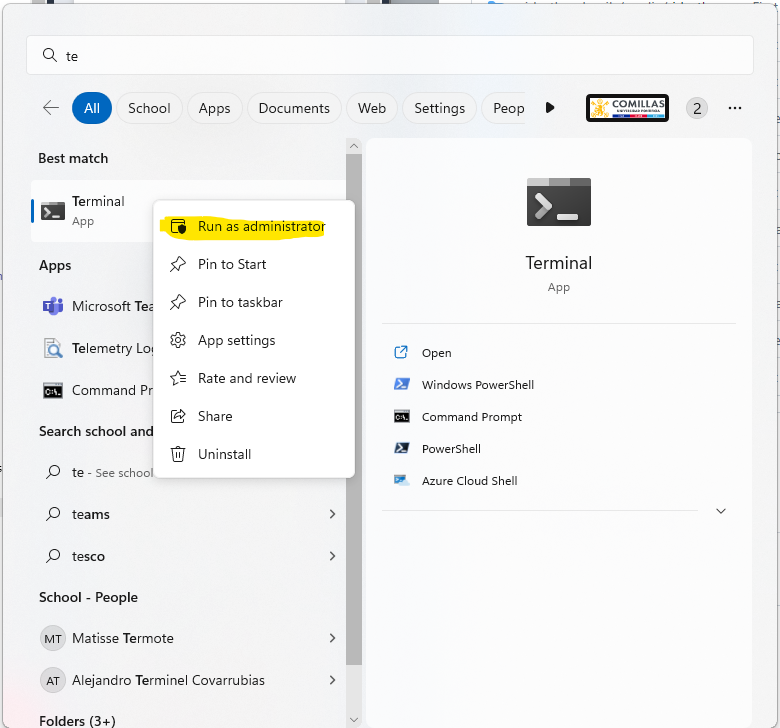 te
All
School
Apps
Documents
Web
Settings
Peop
COMILLAS
UNIVERSIDAD PONTIFICIA
2
Best match
Terminal
App
Run as administrator
Pin to Start
Pin to taskbar
App settings
Rate and review
Share
Uninstall
Apps
Microsoft Tea
Telemetry Log
Command Pr
Search school and
te - See school
teams
tesco
School - People
MT Matisse Termote
AT Alejandro Terminel Covarrubias
Folders (3+)
Terminal
App
Open
Windows PowerShell
Command Prompt
PowerShell
Azure Cloud Shell